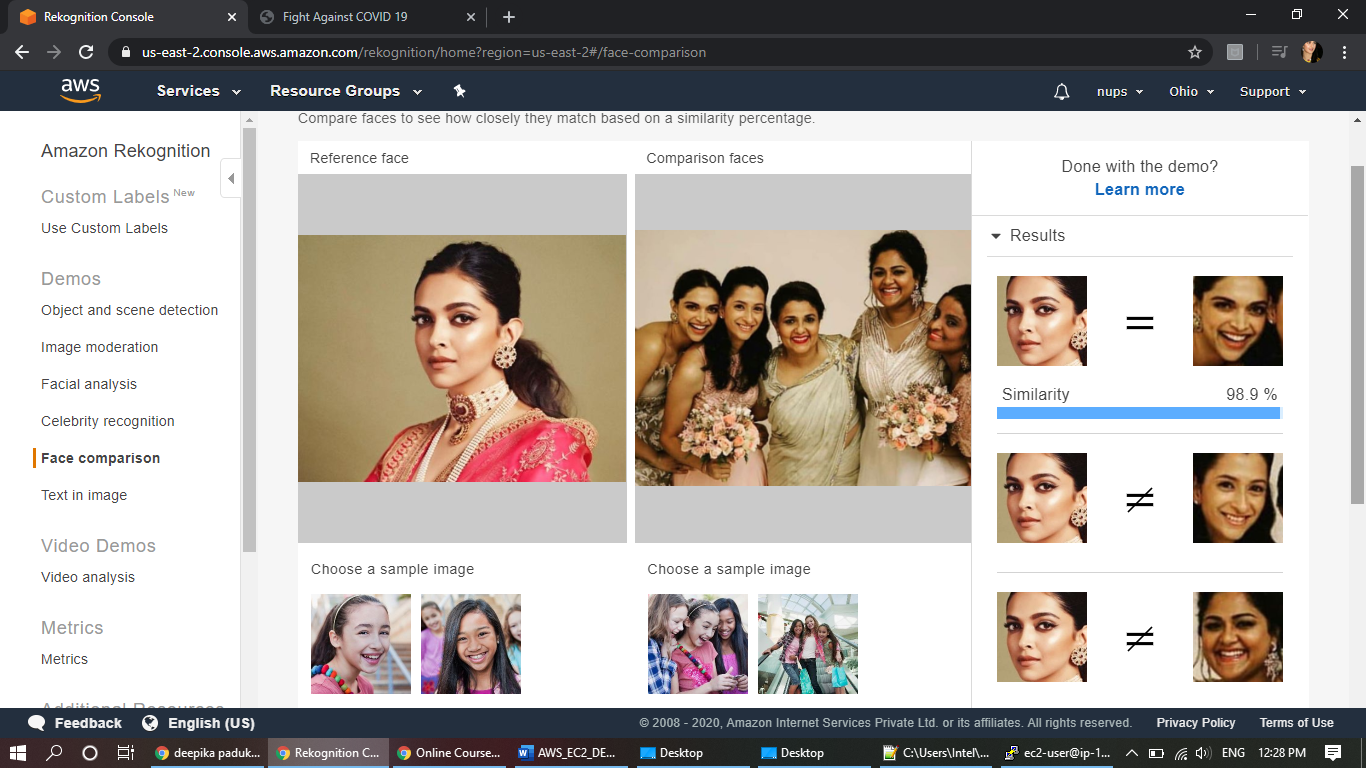 Rekognition Console
Fight Against COVID 19
us-east-2.console.aws.amazon.com/rekognition/home?region=us-east-2#/face-comparison
aws
Services
Resource Groups
nups
Ohio
Support
Compare faces to see how closely they match based on a similarity percentage.
Amazon Rekognition
Custom Labels New
Use Custom Labels
Demos
Object and scene detection
Image moderation
Facial analysis
Celebrity recognition
Face comparison
Text in image
Video Demos
Video analysis
Metrics
Metrics
Additional Resources
Reference face
Comparison faces
Choose a sample image
Choose a sample image
Done with the demo?
Learn more
Results
=
Similarity 98.9 %
≠
≠
Feedback
English (US)
© 2008 - 2020, Amazon Internet Services Private Ltd. or its affiliates. All rights reserved.
Privacy Policy
Terms of Use
deepika paduk...
Rekognition C...
Online Course...
AWS_EC2_DE...
Desktop
Desktop
C:\Users\Intel\...
ec2-user@ip-1...
ENG
12:28 PM